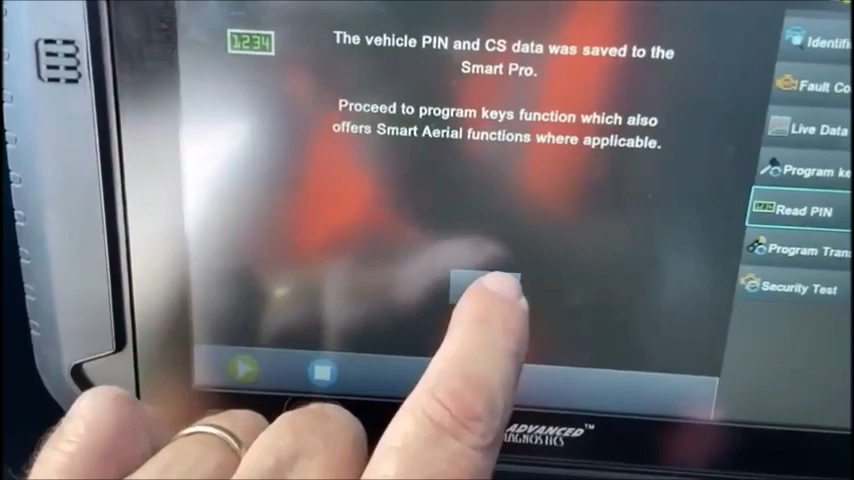 1234
The vehicle PIN and CS data was saved to the
Smart Pro.
Proceed to program keys function which also
offers Smart Aerial functions where applicable.
Identifi
Fault Co
Live Data
Program ke
Read PIN
Program Tran
Security Test
ADVANCED
DIAGNOSTICS™